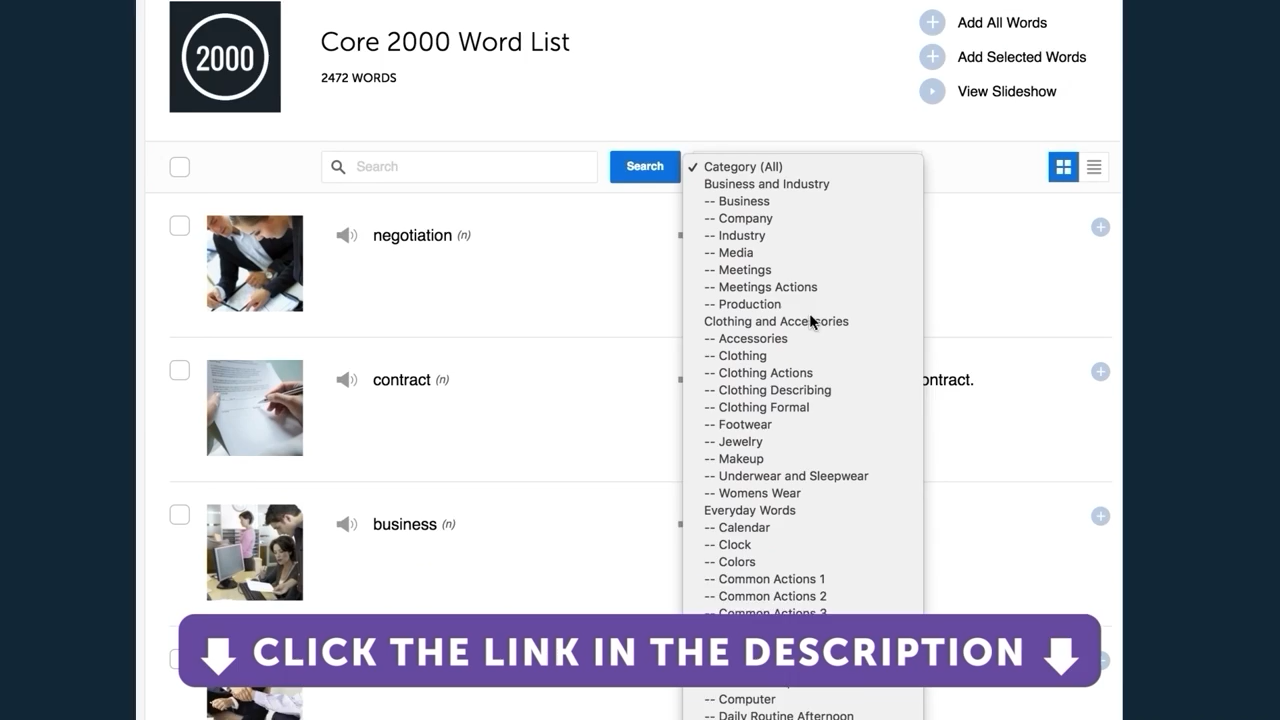 2000
Core 2000 Word List
2472 WORDS
Add All Words
Add Selected Words
View Slideshow
Search
Search
Category (All)
Business and Industry
-- Business
-- Company
-- Industry
-- Media
-- Meetings
-- Meetings Actions
-- Production
Clothing and Accessories
-- Accessories
-- Clothing
-- Clothing Actions
-- Clothing Describing
-- Clothing Formal
-- Footwear
-- Jewelry
-- Makeup
-- Underwear and Sleepwear
-- Womens Wear
Everyday Words
-- Calendar
-- Clock
-- Colors
-- Common Actions 1
-- Common Actions 2
-- Common Actions 3
-- Computer
-- Daily Routine Afternoon
negotiation (n)
contract (n)
ontract.
business (n)
CLICK THE LINK IN THE DESCRIPTION